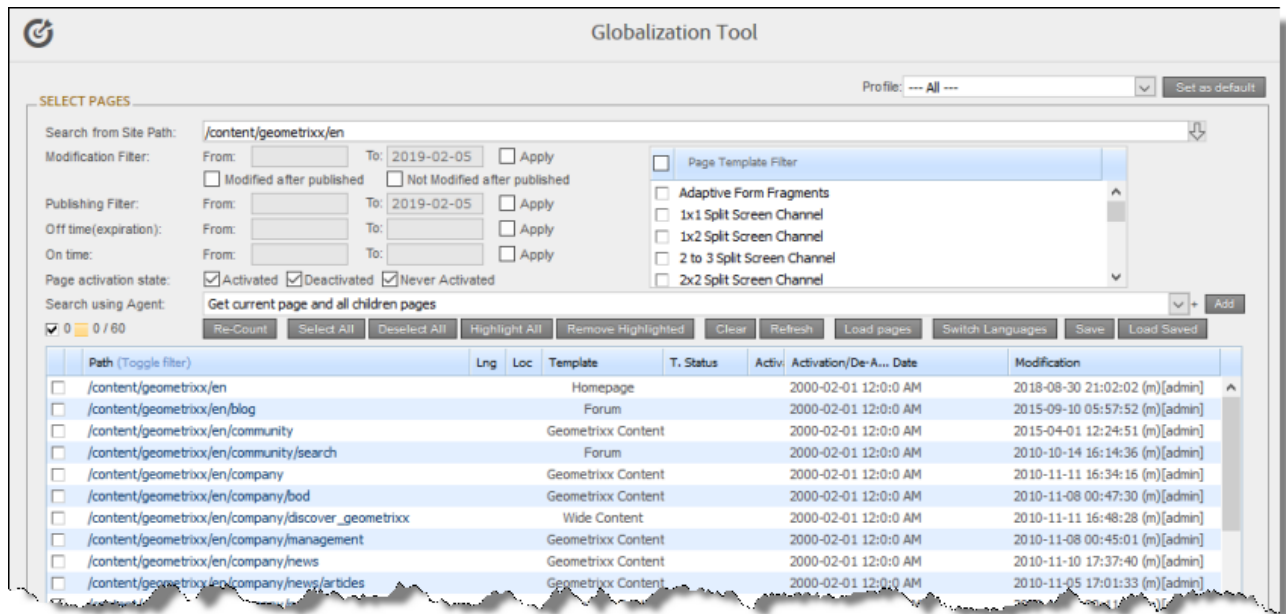 Globalization Tool
Profile: --- All --- Set as default
SELECT PAGES
Search from Site Path: /content/geometrixx/en
Modification Filter: From: To: 2019-02-05 Apply
Modified after published Not Modified after published
Publishing Filter: From: To: 2019-02-05 Apply
Off time(expiration): From: To: Apply
On time: From: To: Apply
Page activation state: Activated Deactivated Never Activated
Page Template Filter
Adaptive Form Fragments
1x1 Split Screen Channel
1x2 Split Screen Channel
2 to 3 Split Screen Channel
2x2 Split Screen Channel
Search using Agent: Get current page and all children pages + Add
0 0 / 60 Re-Count Select All Deselect All Highlight All Remove Highlighted Clear Refresh Load pages Switch Languages Save Load Saved
Path (Toggle filter) Lng Loc Template T. Status Activ Activation/De-A... Date Modification
/content/geometrixx/en Homepage 2000-02-01 12:0:0 AM 2018-08-30 21:02:02 (m)[admin]
/content/geometrixx/en/blog Forum 2000-02-01 12:0:0 AM 2015-09-10 05:57:52 (m)[admin]
/content/geometrixx/en/community Geometrixx Content 2000-02-01 12:0:0 AM 2015-04-01 12:24:51 (m)[admin]
/content/geometrixx/en/community/search Forum 2000-02-01 12:0:0 AM 2010-10-14 16:14:36 (m)[admin]
/content/geometrixx/en/company Geometrixx Content 2000-02-01 12:0:0 AM 2010-11-11 16:34:16 (m)[admin]
/content/geometrixx/en/company/bod Geometrixx Content 2000-02-01 12:0:0 AM 2010-11-08 00:47:30 (m)[admin]
/content/geometrixx/en/company/discover_geometrixx Wide Content 2000-02-01 12:0:0 AM 2010-11-11 16:48:28 (m)[admin]
/content/geometrixx/en/company/management Geometrixx Content 2000-02-01 12:0:0 AM 2010-11-08 00:45:01 (m)[admin]
/content/geometrixx/en/company/news Geometrixx Content 2000-02-01 12:0:0 AM 2010-11-10 17:37:40 (m)[admin]
/content/geometrixx/en/company/news/articles Geometrixx Content 2000-02-01 12:0:0 AM 2010-11-05 17:01:33 (m)[admin]